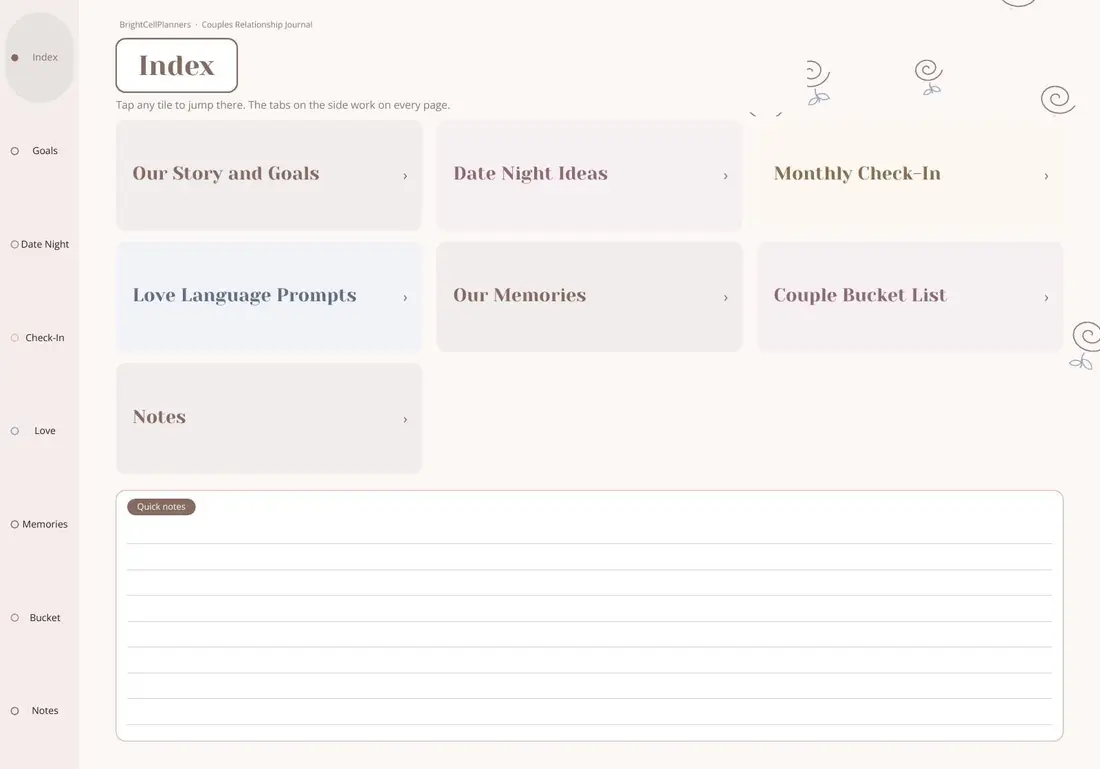 BrightCellPlanners · Couples Relationship Journal
Index
Tap any tile to jump there. The tabs on the side work on every page.
Index
Goals
Date Night
Check-In
Love
Memories
Bucket
Notes
Our Story and Goals ›
Date Night Ideas ›
Monthly Check-In ›
Love Language Prompts ›
Our Memories ›
Couple Bucket List ›
Notes ›
Quick notes